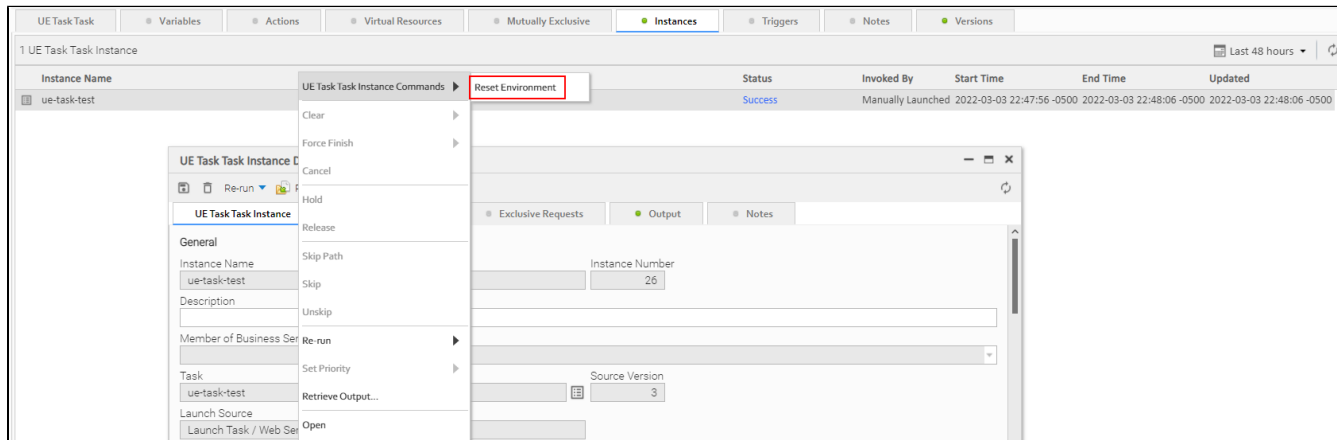 UE Task Task
Variables
Actions
Virtual Resources
Mutually Exclusive
Instances
Triggers
Notes
Versions
1 UE Task Task Instance
Last 48 hours
Instance Name
Status
Invoked By
Start Time
End Time
Updated
ue-task-test
Success
Manually Launched
2022-03-03 22:47:56 -0500
2022-03-03 22:48:06 -0500
2022-03-03 22:48:06 -0500
UE Task Task Instance Commands
Reset Environment
Clear
Force Finish
Cancel
Hold
Release
Skip Path
Skip
Unskip
Re-run
Set Priority
Retrieve Output...
Open
UE Task Task Instance D
Re-run
UE Task Task Instance
Exclusive Requests
Output
Notes
General
Instance Name
Instance Number
ue-task-test
26
Description
Member of Business Ser
Task
Source Version
ue-task-test
3
Launch Source
Launch Task / Web Ser